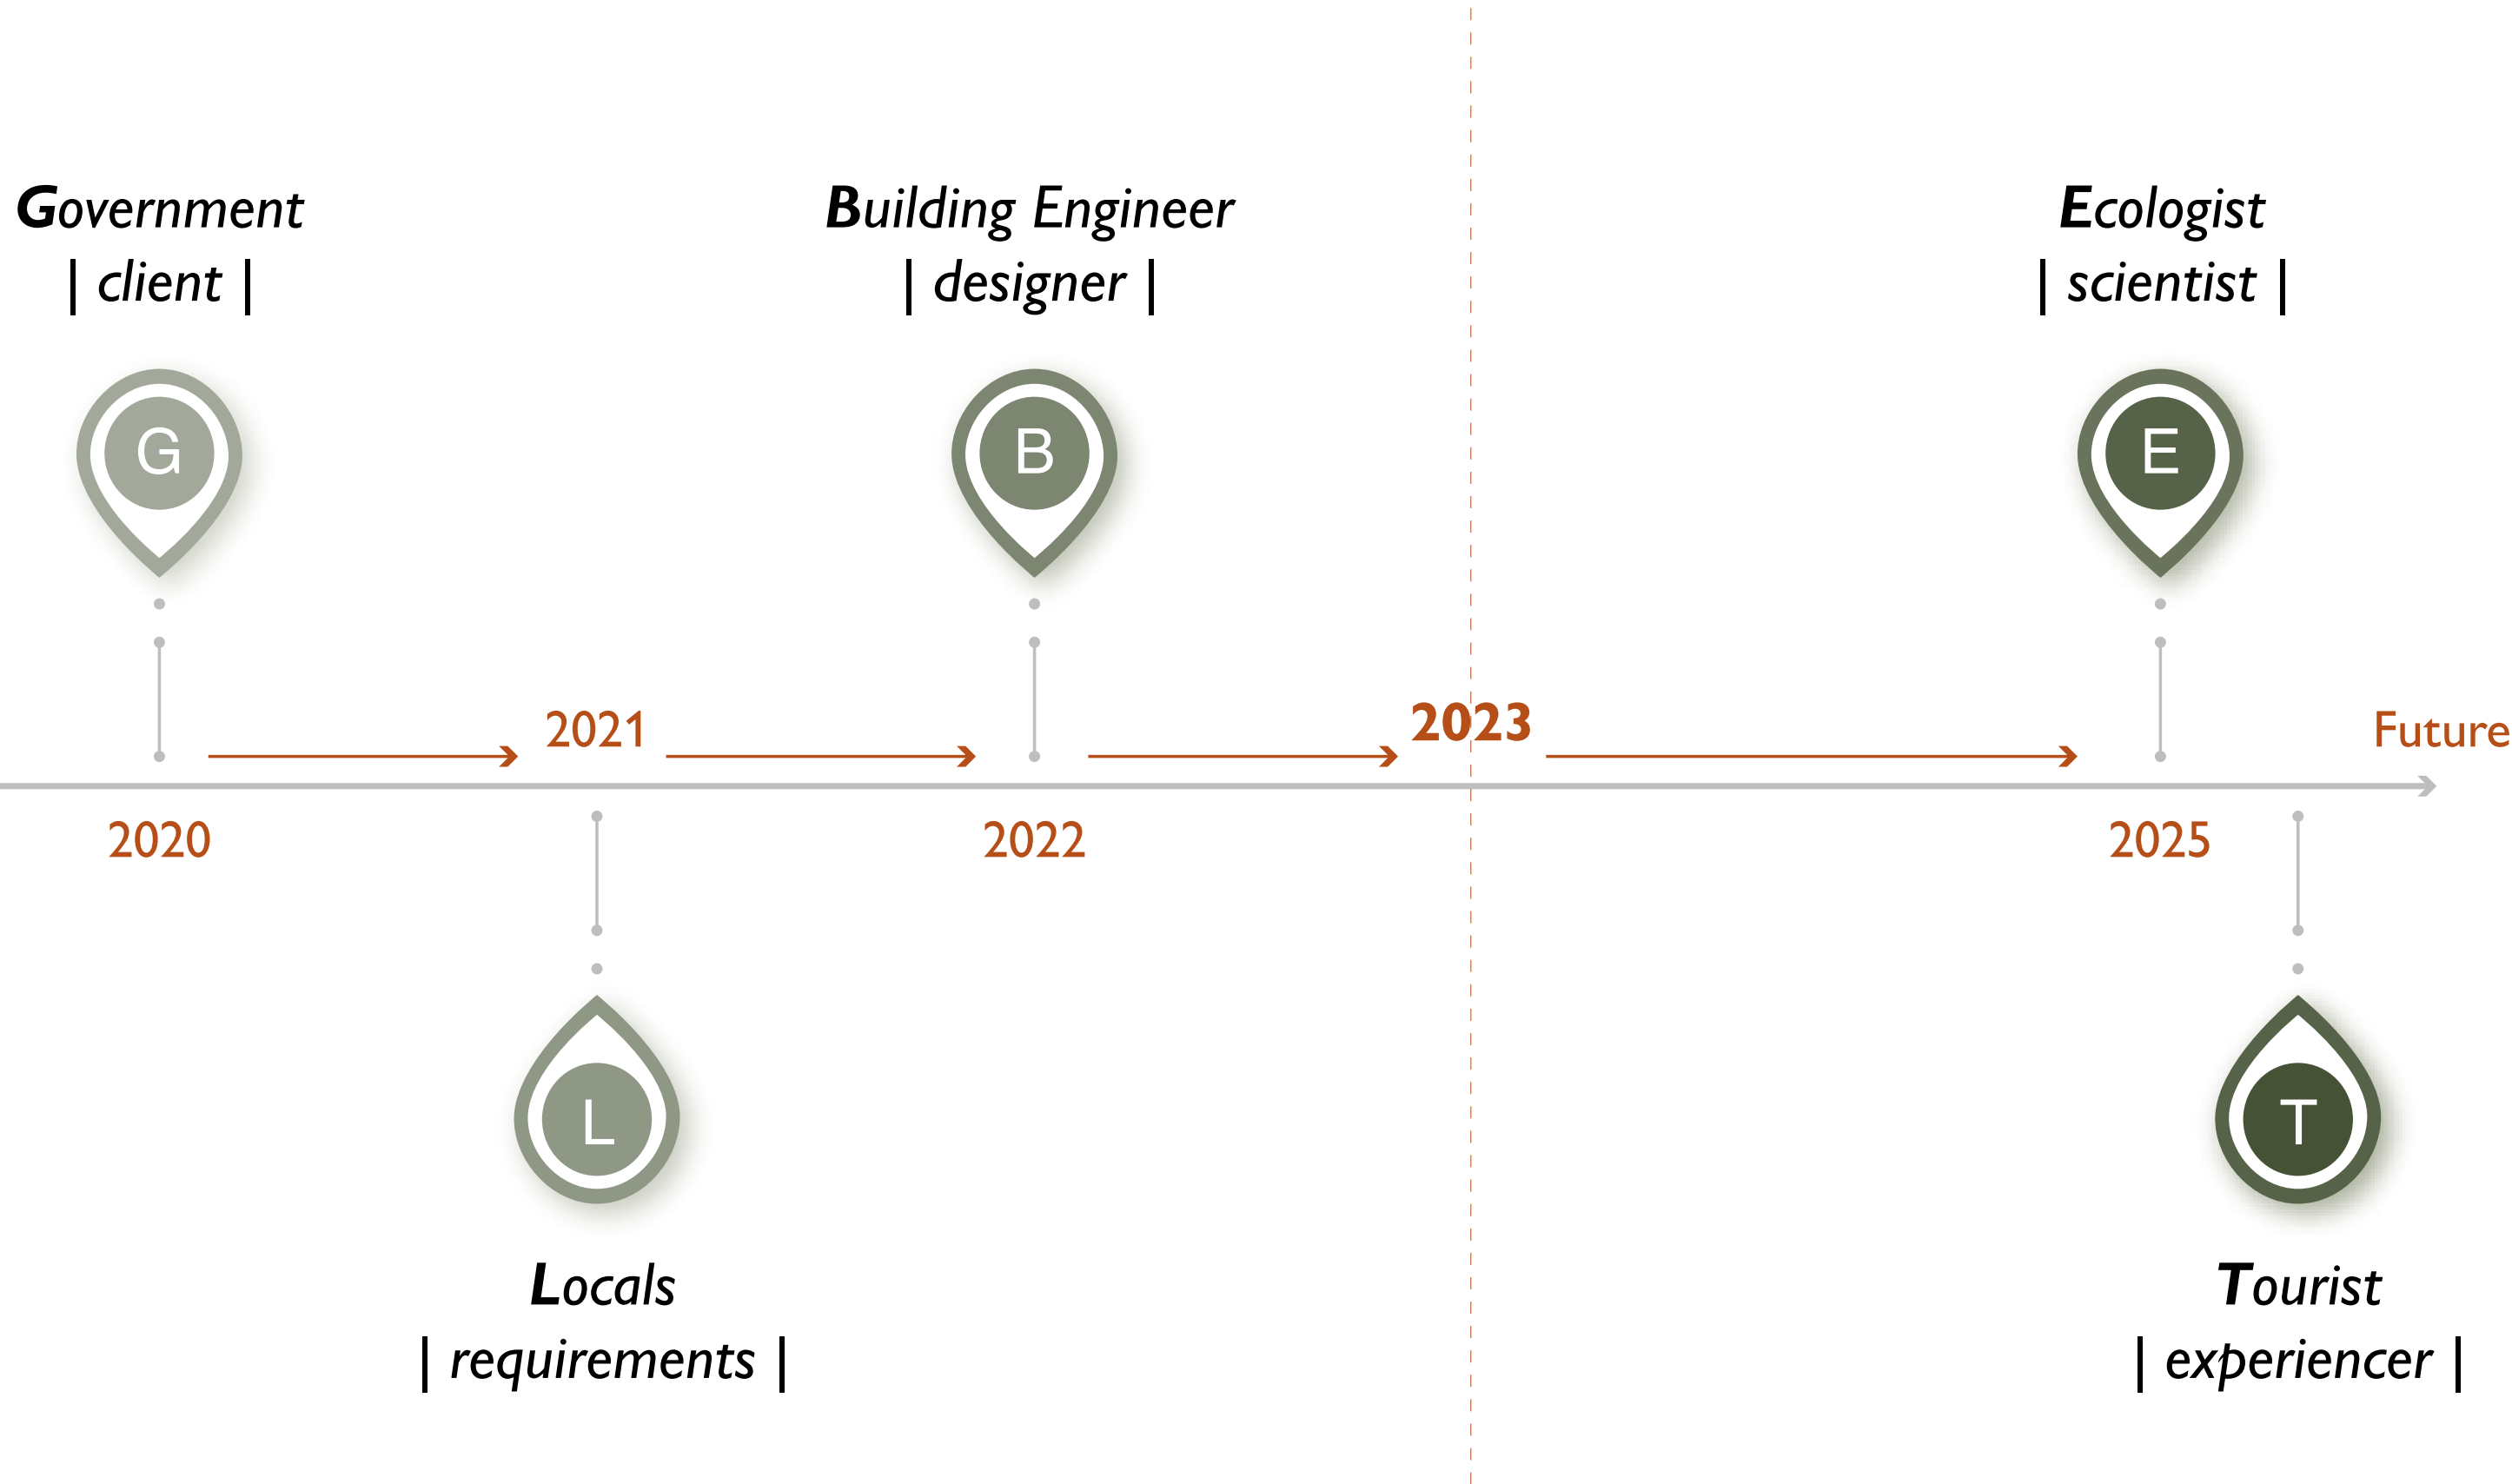 Government
| client |
Building Engineer
| designer |
Ecologist
| scientist |
G
B
E
2021
2023
Future
2020
2022
2025
L
T
Locals
| requirements |
Tourist
| experiencer |